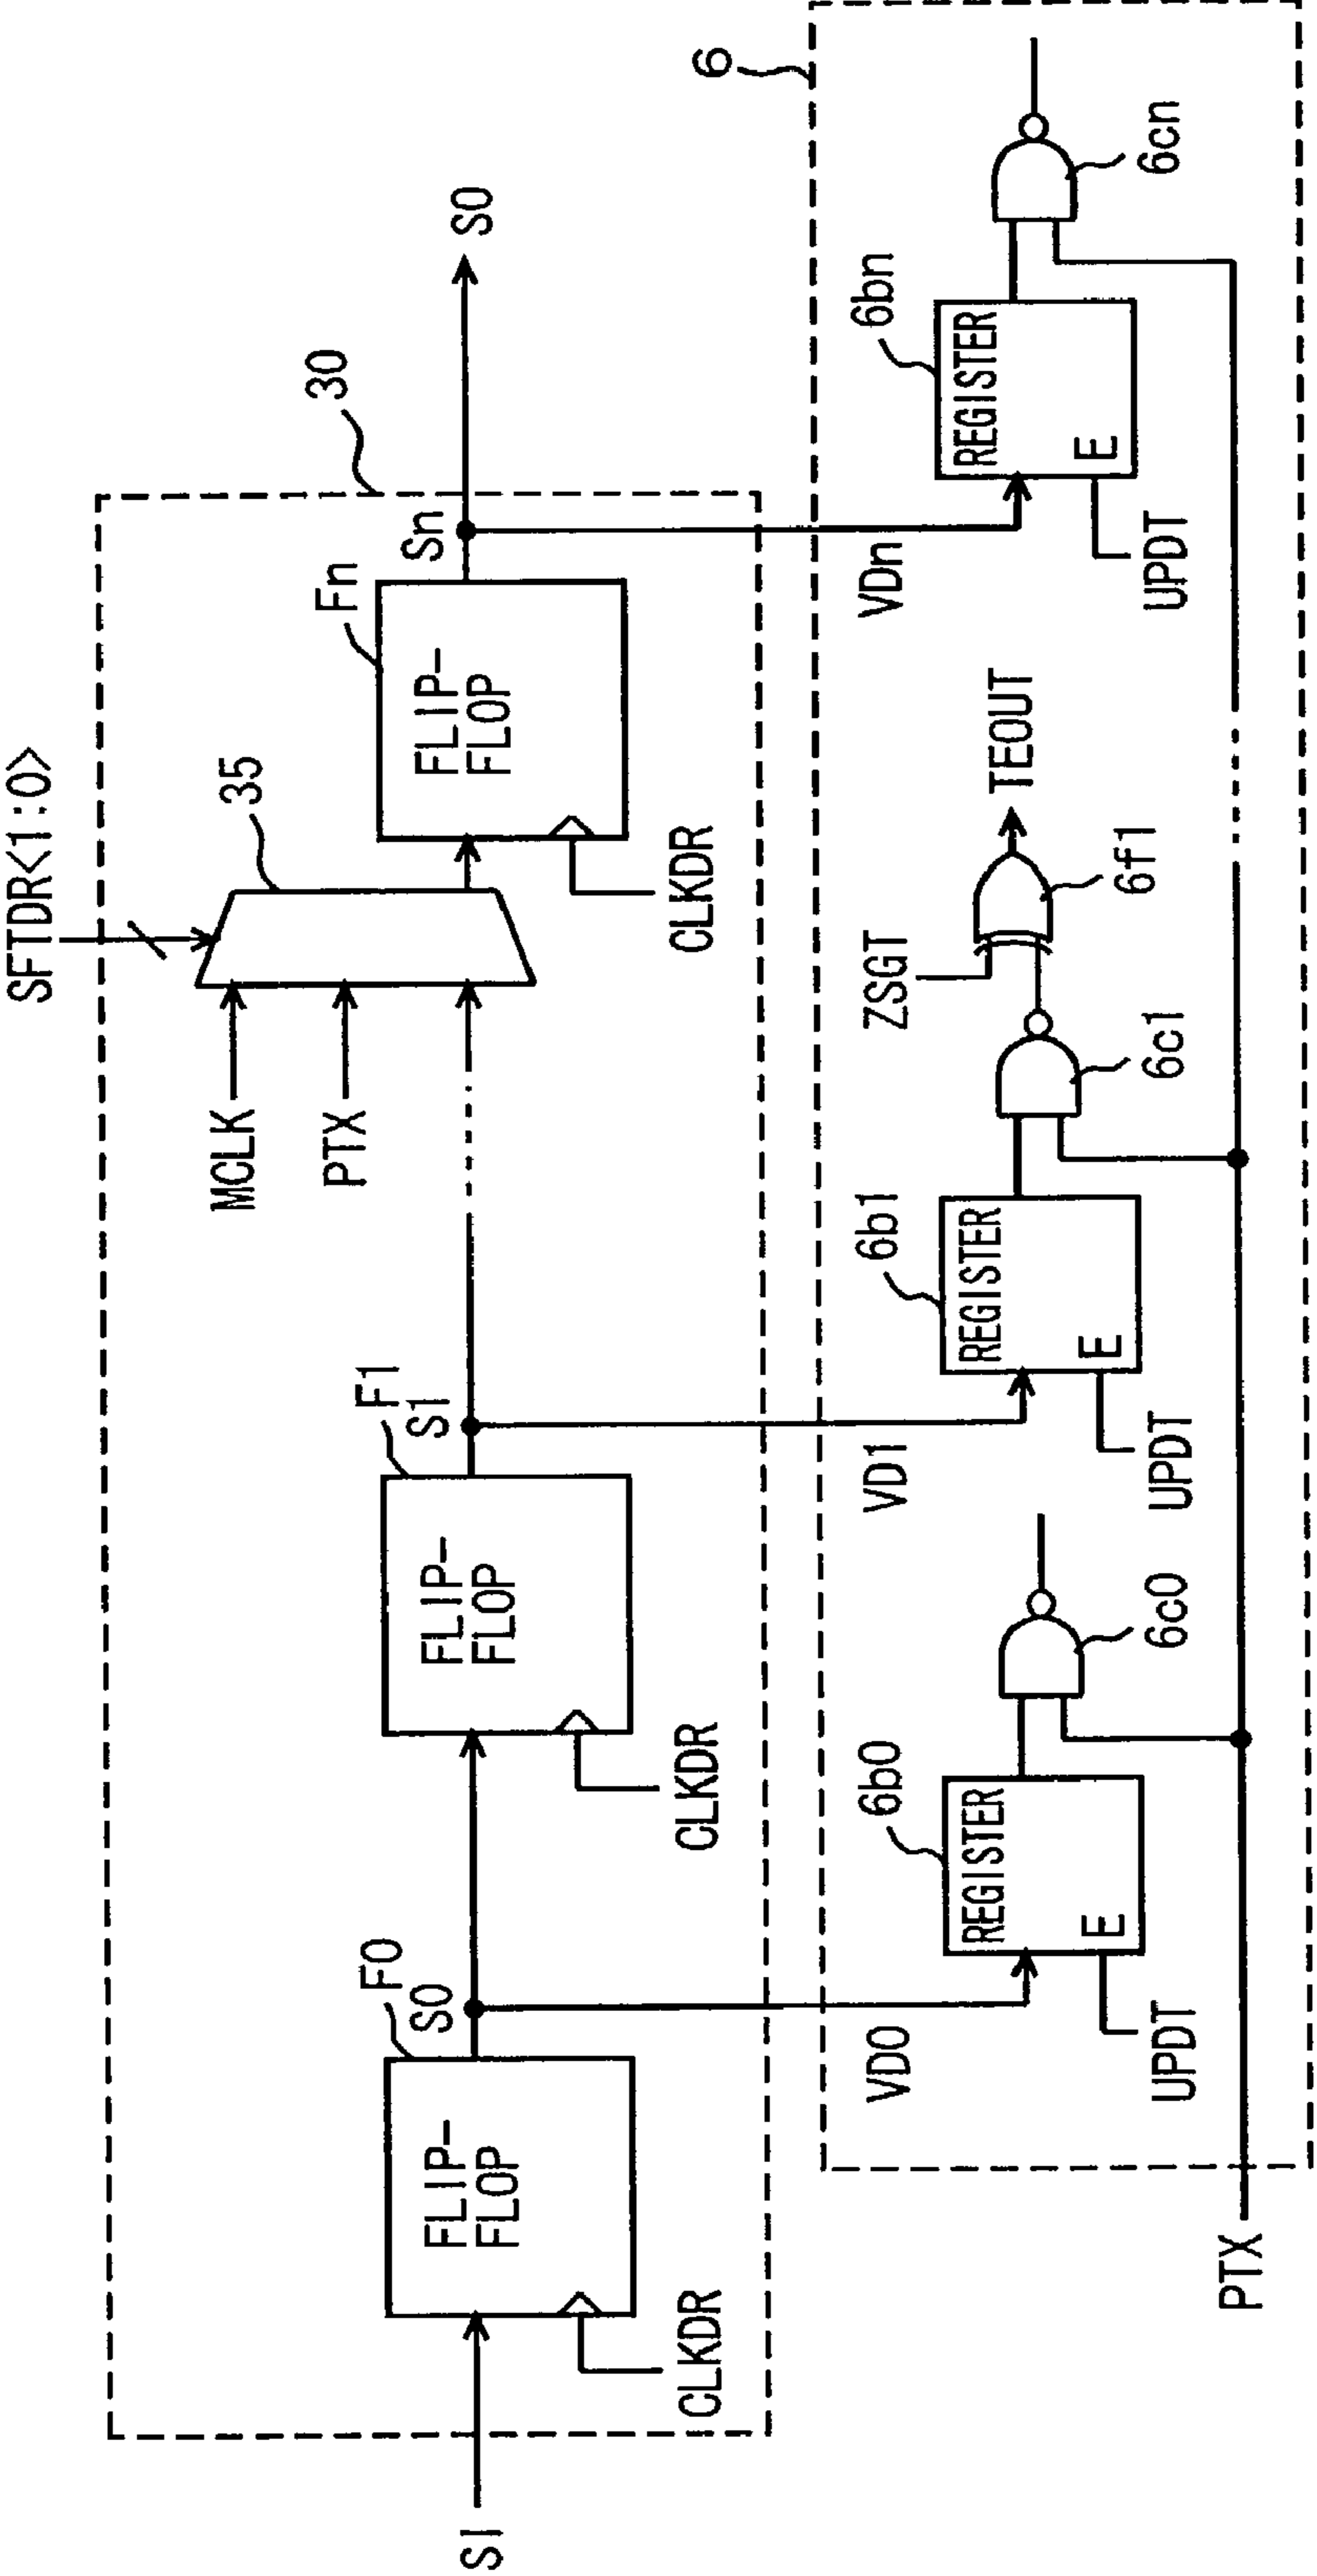 SFTDR<1:0>
35
30
MCLK
PTX
SI
F0
S0
FLIP-
FLOP
CLKDR
F1
S1
FLIP-
FLOP
CLKDR
Fn
Sn
FLIP-
FLOP
CLKDR
SO
6
VD0
6b0
REGISTER
E
UPDT
6c0
VD1
6b1
REGISTER
E
UPDT
6c1
ZSGT
6f1
TEOUT
VDn
6bn
REGISTER
E
UPDT
6cn
PTX